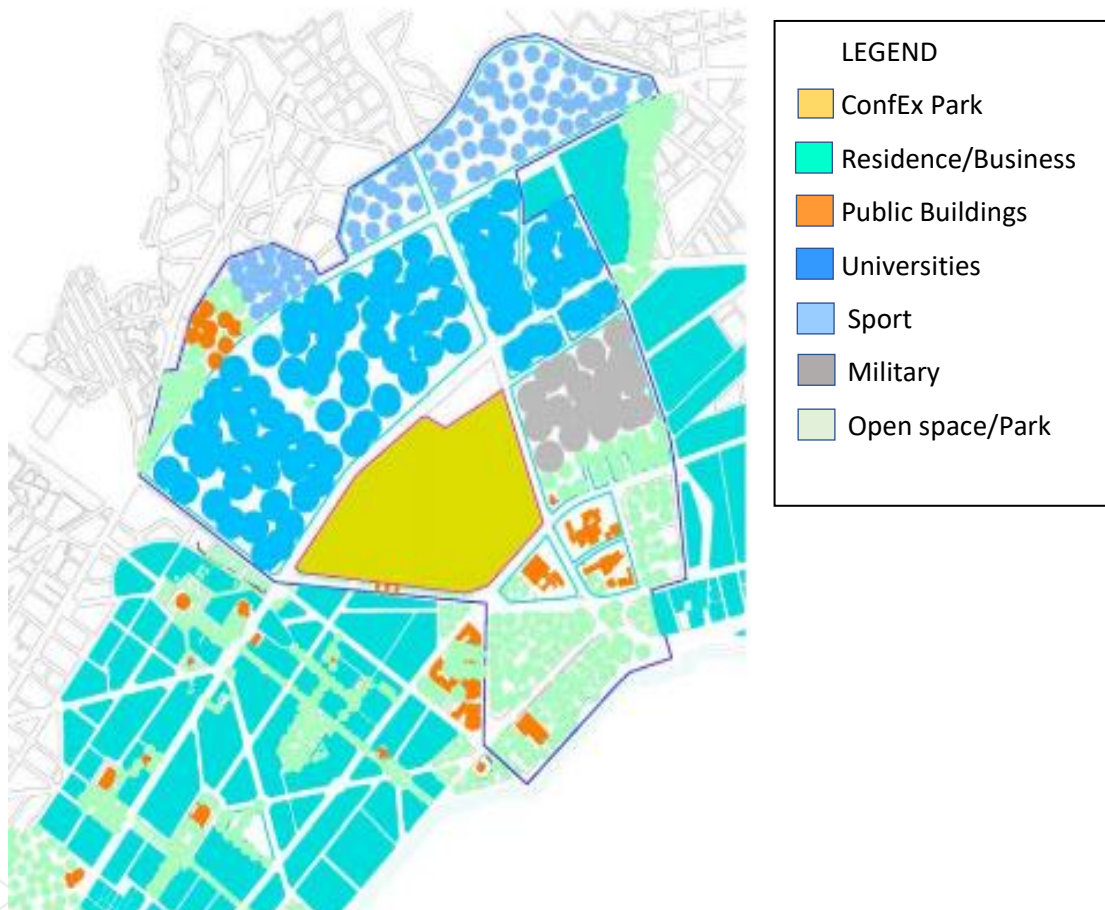 LEGEND
ConfEx Park
Residence/Business
Public Buildings
Universities
Sport
Military
Open space/Park